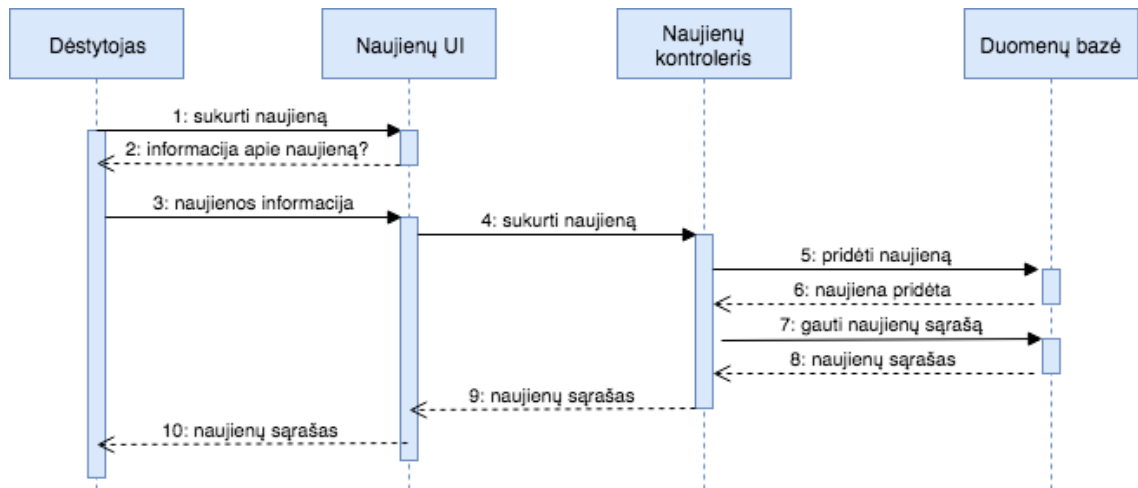 Dėstytojas
Naujienų UI
Naujienų
kontroleris
Duomenų bazė
1: sukurti naujieną
2: informacija apie naujieną?
3: naujienos informacija
4: sukurti naujieną
5: pridėti naujieną
6: naujiena pridėta
7: gauti naujienų sąrašą
8: naujienų sąrašas
9: naujienų sąrašas
10: naujienų sąrašas